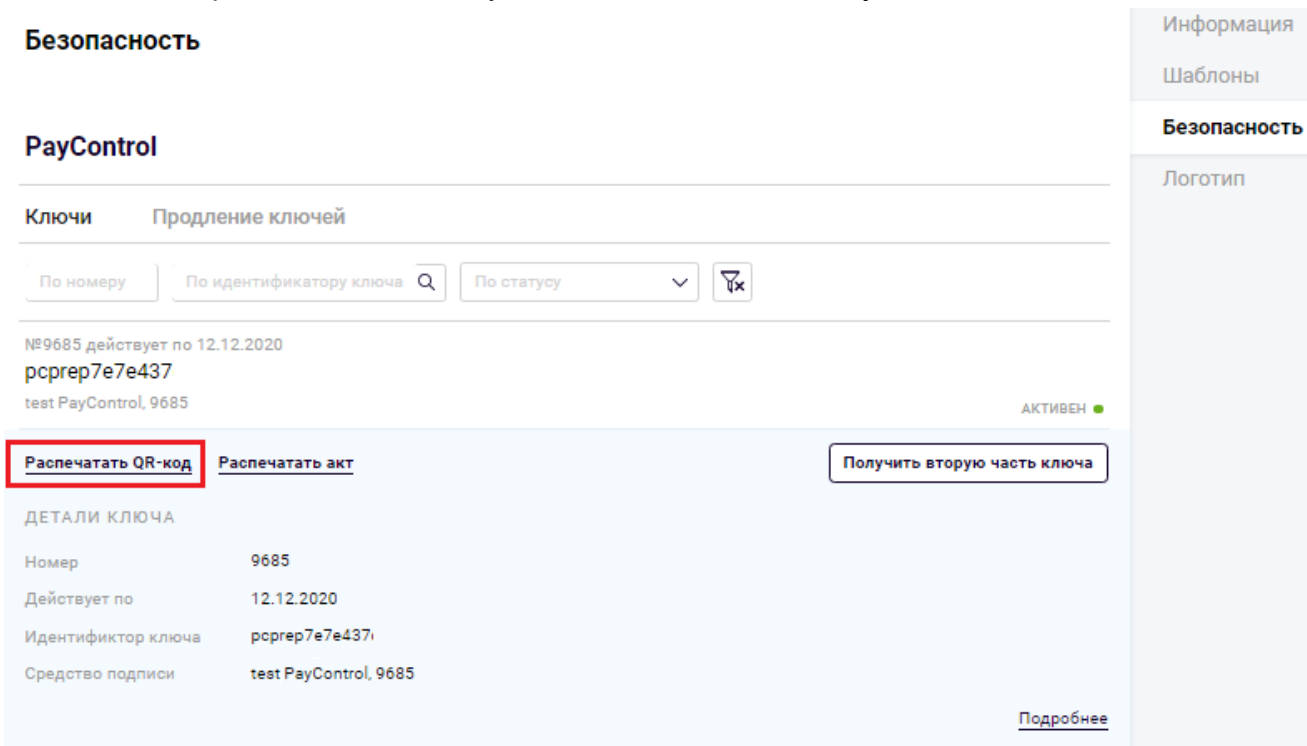 Безопасность
PayControl
Ключи Продление ключей
По номеру По идентификатору ключа По статусу
№9685 действует по 12.12.2020
pcprep7e7e437
test PayControl, 9685
АКТИВЕН
Распечатать QR-код Распечатать акт Получить вторую часть ключа
ДЕТАЛИ КЛЮЧА
Номер 9685
Действует по 12.12.2020
Идентификтор ключа pcprep7e7e437
Средство подписи test PayControl, 9685
Подробнее
Информация
Шаблоны
Безопасность
Логотип